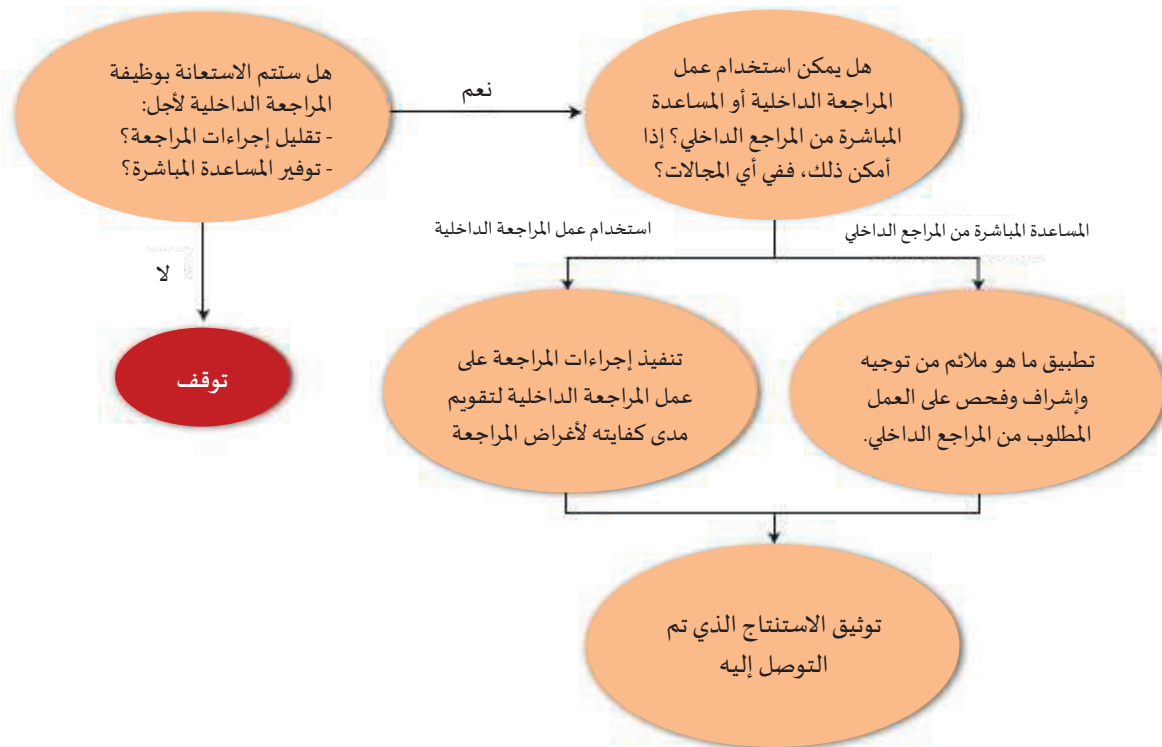 هل ستتم الاستعانة بوظيفة
المراجعة الداخلية لأجل:
- تقليل إجراءات المراجعة؟
- توفير المساعدة المباشرة؟
نعم
هل يمكن استخدام عمل
المراجعة الداخلية أو المساعدة
المباشرة من المراجع الداخلي؟ إذا
أمكن ذلك، ففي أي المجالات؟
لا
توقف
استخدام عمل المراجعة الداخلية
المساعدة المباشرة من المراجع الداخلي
تنفيذ إجراءات المراجعة على
عمل المراجعة الداخلية لتقويم
مدى كفايته لأغراض المراجعة
تطبيق ما هو ملائم من توجيه
وإشراف وفحص على العمل
المطلوب من المراجع الداخلي.
توثيق الاستنتاج الذي تم
التوصل إليه